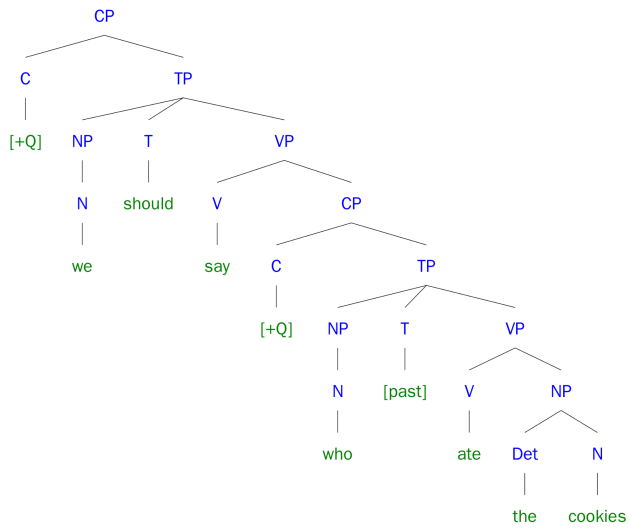 CP
C TP
[+Q] NP T VP
N should V CP
we say C TP
[+Q] NP T VP
N [past] V NP
who ate Det N
the cookies